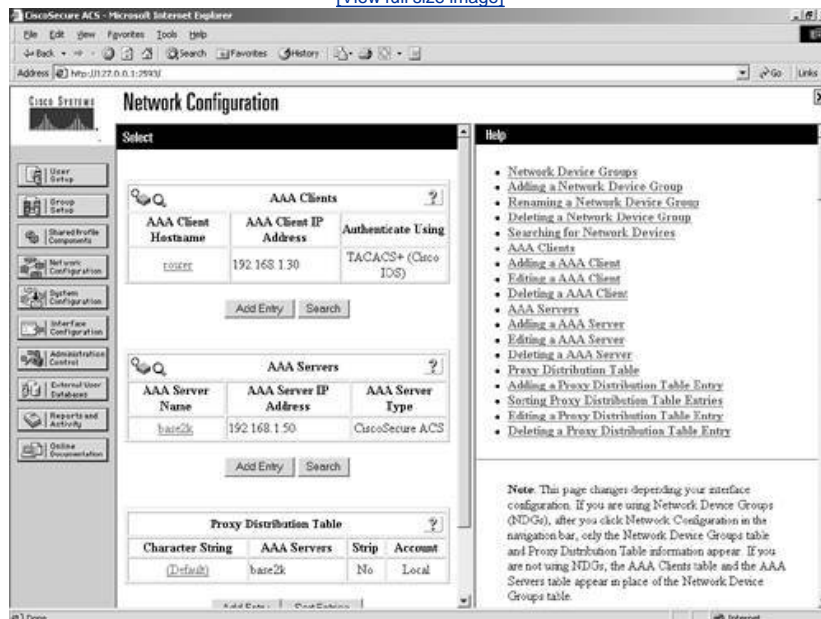 [View full size image]
CiscoSecure ACS - Microsoft Internet Explorer
File Edit View Favorites Tools Help
Back Search Favorites History
Address http://127.0.0.1:2593/ Go Links
CISCO SYSTEMS
Network Configuration
Select
User Setup
Group Setup
Shared Profile Components
Network Configuration
System Configuration
Interface Configuration
Administration Control
External User Databases
Reports and Activity
Online Documentation
AAA Clients ?
AAA Client Hostname AAA Client IP Address Authenticate Using
router 192.168.1.30 TACACS+ (Cisco IOS)
Add Entry Search
AAA Servers ?
AAA Server Name AAA Server IP Address AAA Server Type
base2k 192.168.1.50 CiscoSecure ACS
Add Entry Search
Proxy Distribution Table ?
Character String AAA Servers Strip Account
(Default) base2k No Local
Add Entry Sort Entries
Help
• Network Device Groups
• Adding a Network Device Group
• Renaming a Network Device Group
• Deleting a Network Device Group
• Searching for Network Devices
• AAA Clients
• Adding a AAA Client
• Editing a AAA Client
• Deleting a AAA Client
• AAA Servers
• Adding a AAA Server
• Editing a AAA Server
• Deleting a AAA Server
• Proxy Distribution Table
• Adding a Proxy Distribution Table Entry
• Sorting Proxy Distribution Table Entries
• Editing a Proxy Distribution Table Entry
• Deleting a Proxy Distribution Table Entry
Note: This page changes depending your interface
configuration. If you are using Network Device Groups
(NDGs), after you click Network Configuration in the
navigation bar, only the Network Device Groups table
and Proxy Distribution Table information appear. If you
are not using NDGs, the AAA Clients table and the AAA
Servers table appear in place of the Network Device
Groups table.
Done Internet